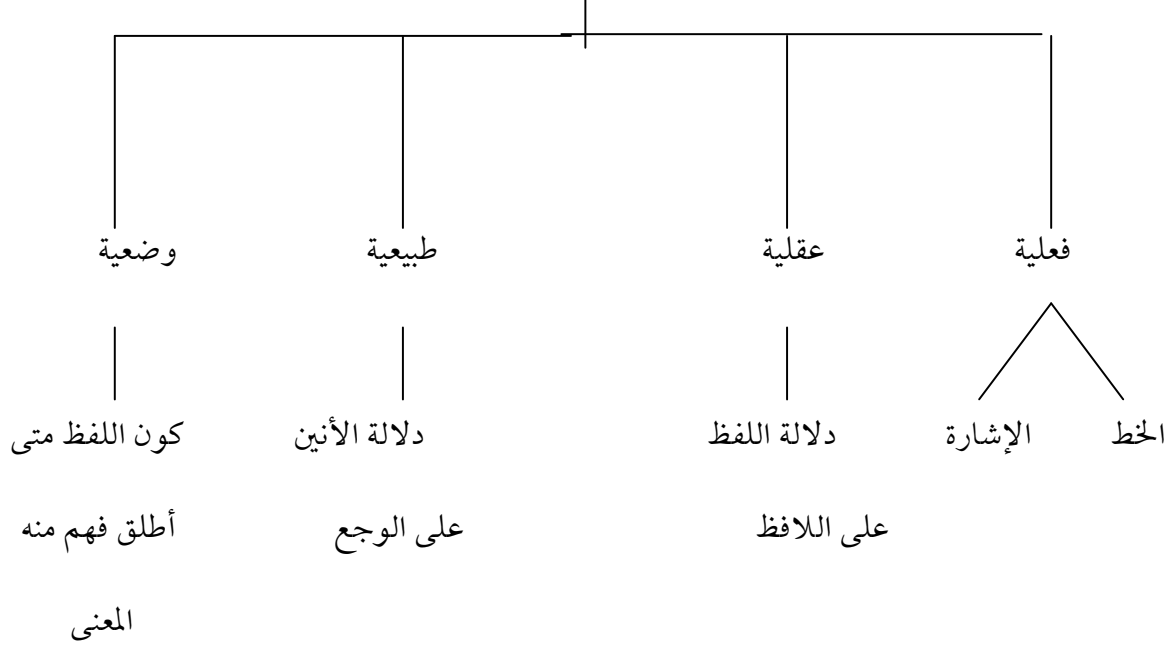 فعلية عقلية طبيعية وضعية
الخط الإشارة دلالة اللفظ دلالة الأنين كون اللفظ متى
على اللافظ على الوجع أطلق فهم منه
المعنى